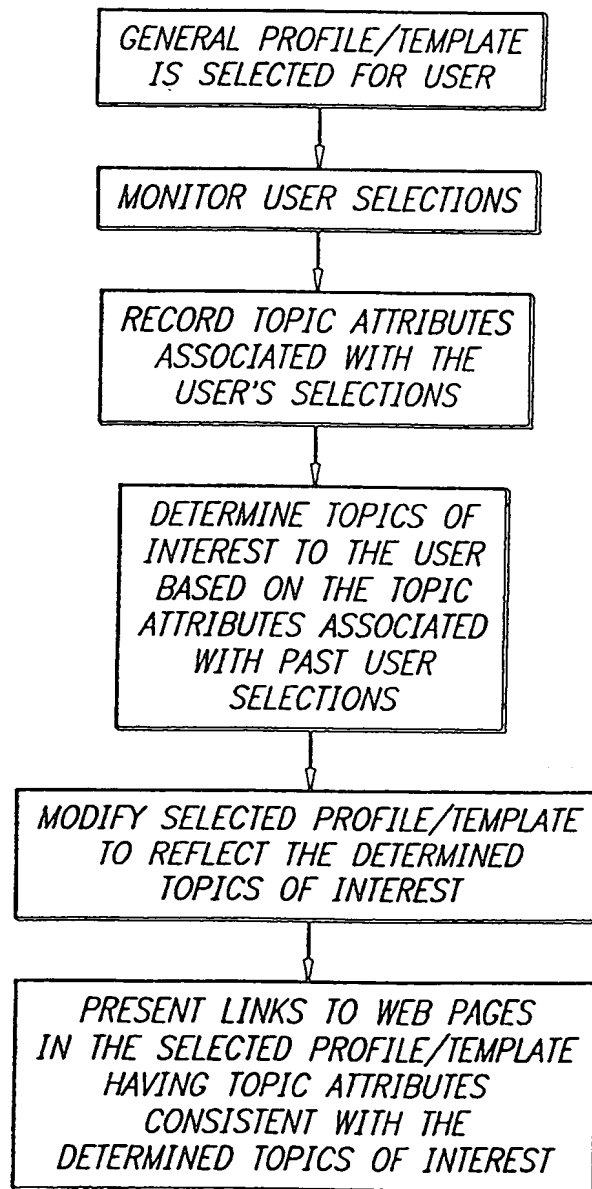 GENERAL PROFILE/TEMPLATE
IS SELECTED FOR USER
MONITOR USER SELECTIONS
RECORD TOPIC ATTRIBUTES
ASSOCIATED WITH THE
USER'S SELECTIONS
DETERMINE TOPICS OF
INTEREST TO THE USER
BASED ON THE TOPIC
ATTRIBUTES ASSOCIATED
WITH PAST USER
SELECTIONS
MODIFY SELECTED PROFILE/TEMPLATE
TO REFLECT THE DETERMINED
TOPICS OF INTEREST
PRESENT LINKS TO WEB PAGES
IN THE SELECTED PROFILE/TEMPLATE
HAVING TOPIC ATTRIBUTES
CONSISTENT WITH THE
DETERMINED TOPICS OF INTEREST